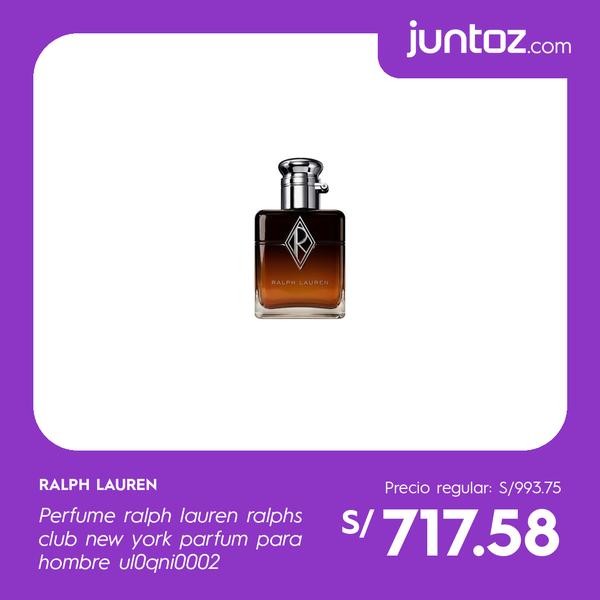 juntoz.com
R
RALPH LAUREN
RALPH LAUREN
Perfume ralph lauren ralphs
club new york parfum para
hombre ul0qni0002
Precio regular: S/993.75
S/717.58